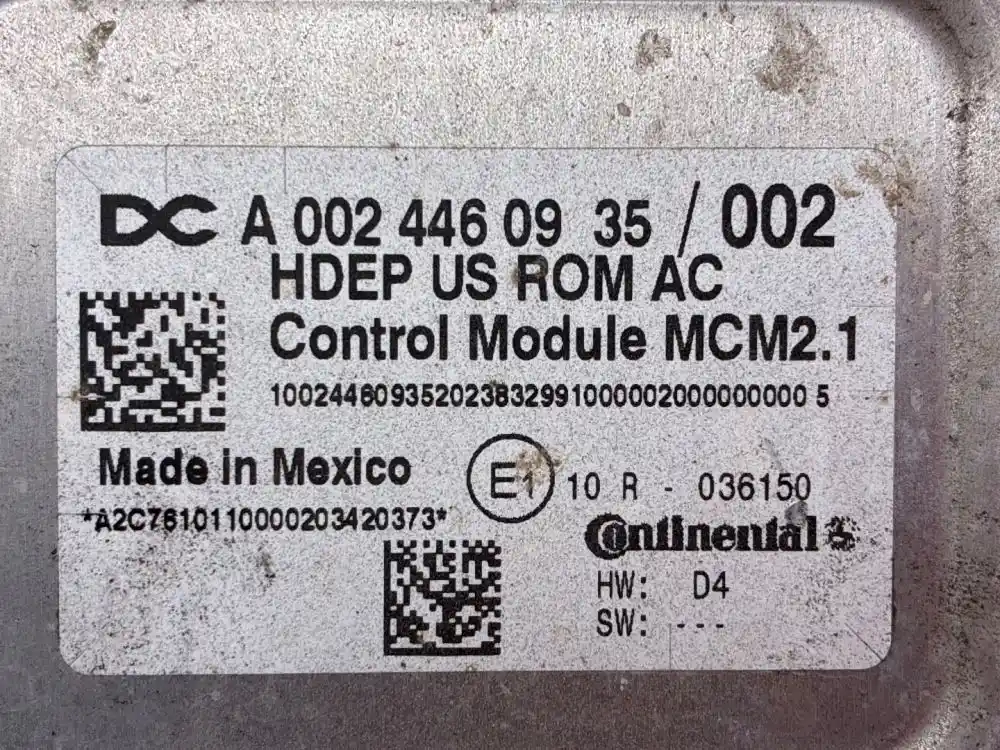 DC A 002 446 09 35 / 002
HDEP US ROM AC
Control Module MCM2.1
10024460935202383299100000200000000 5
Made in Mexico
E1 10 R - 036150
*A2C7610110000203420373*
Continental
HW: D4
SW: ---